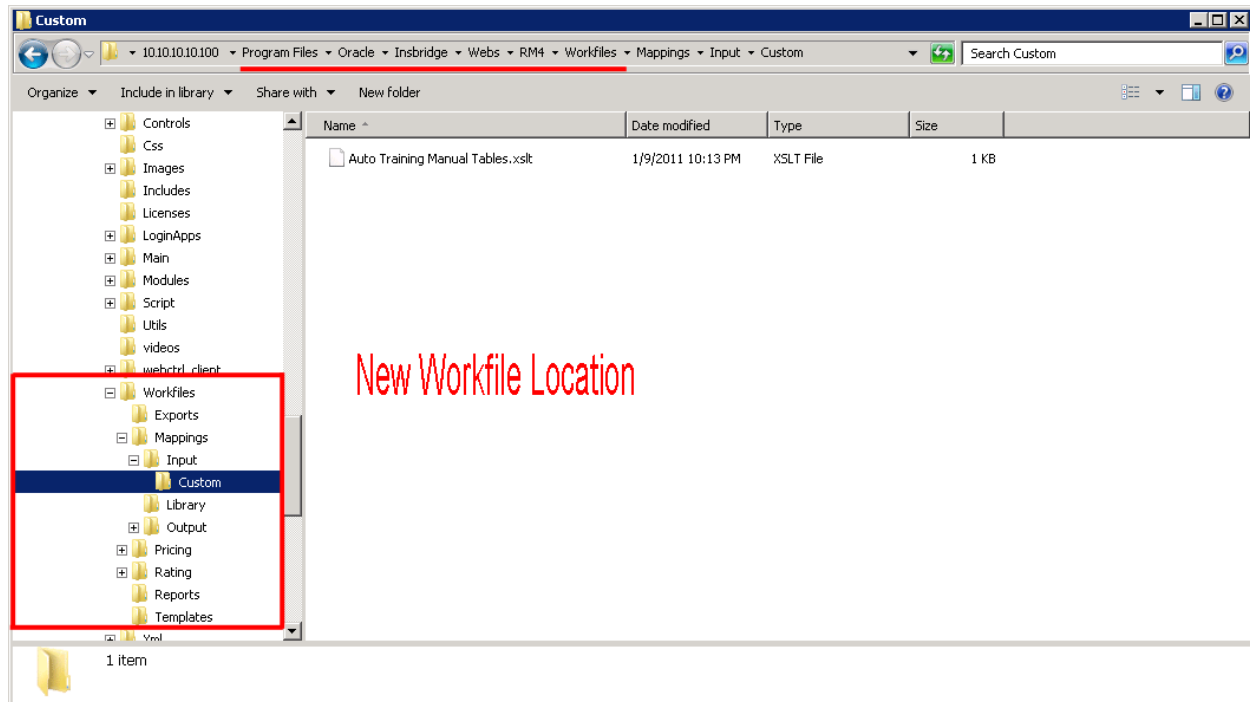 Custom
10.10.10.10.100 Program Files Oracle Insbridge Webs RM4 Workfiles Mappings Input Custom Search Custom
Organize Include in library Share with New folder
Controls
Css
Images
Includes
Licenses
LoginApps
Main
Modules
Script
Utils
videos
webctrl_client
Workfiles
Exports
Mappings
Input
Custom
Library
Output
Pricing
Rating
Reports
Templates
Xml
Name Date modified Type Size
Auto Training Manual Tables.xslt 1/9/2011 10:13 PM XSLT File 1 KB
New Workfile Location
1 item